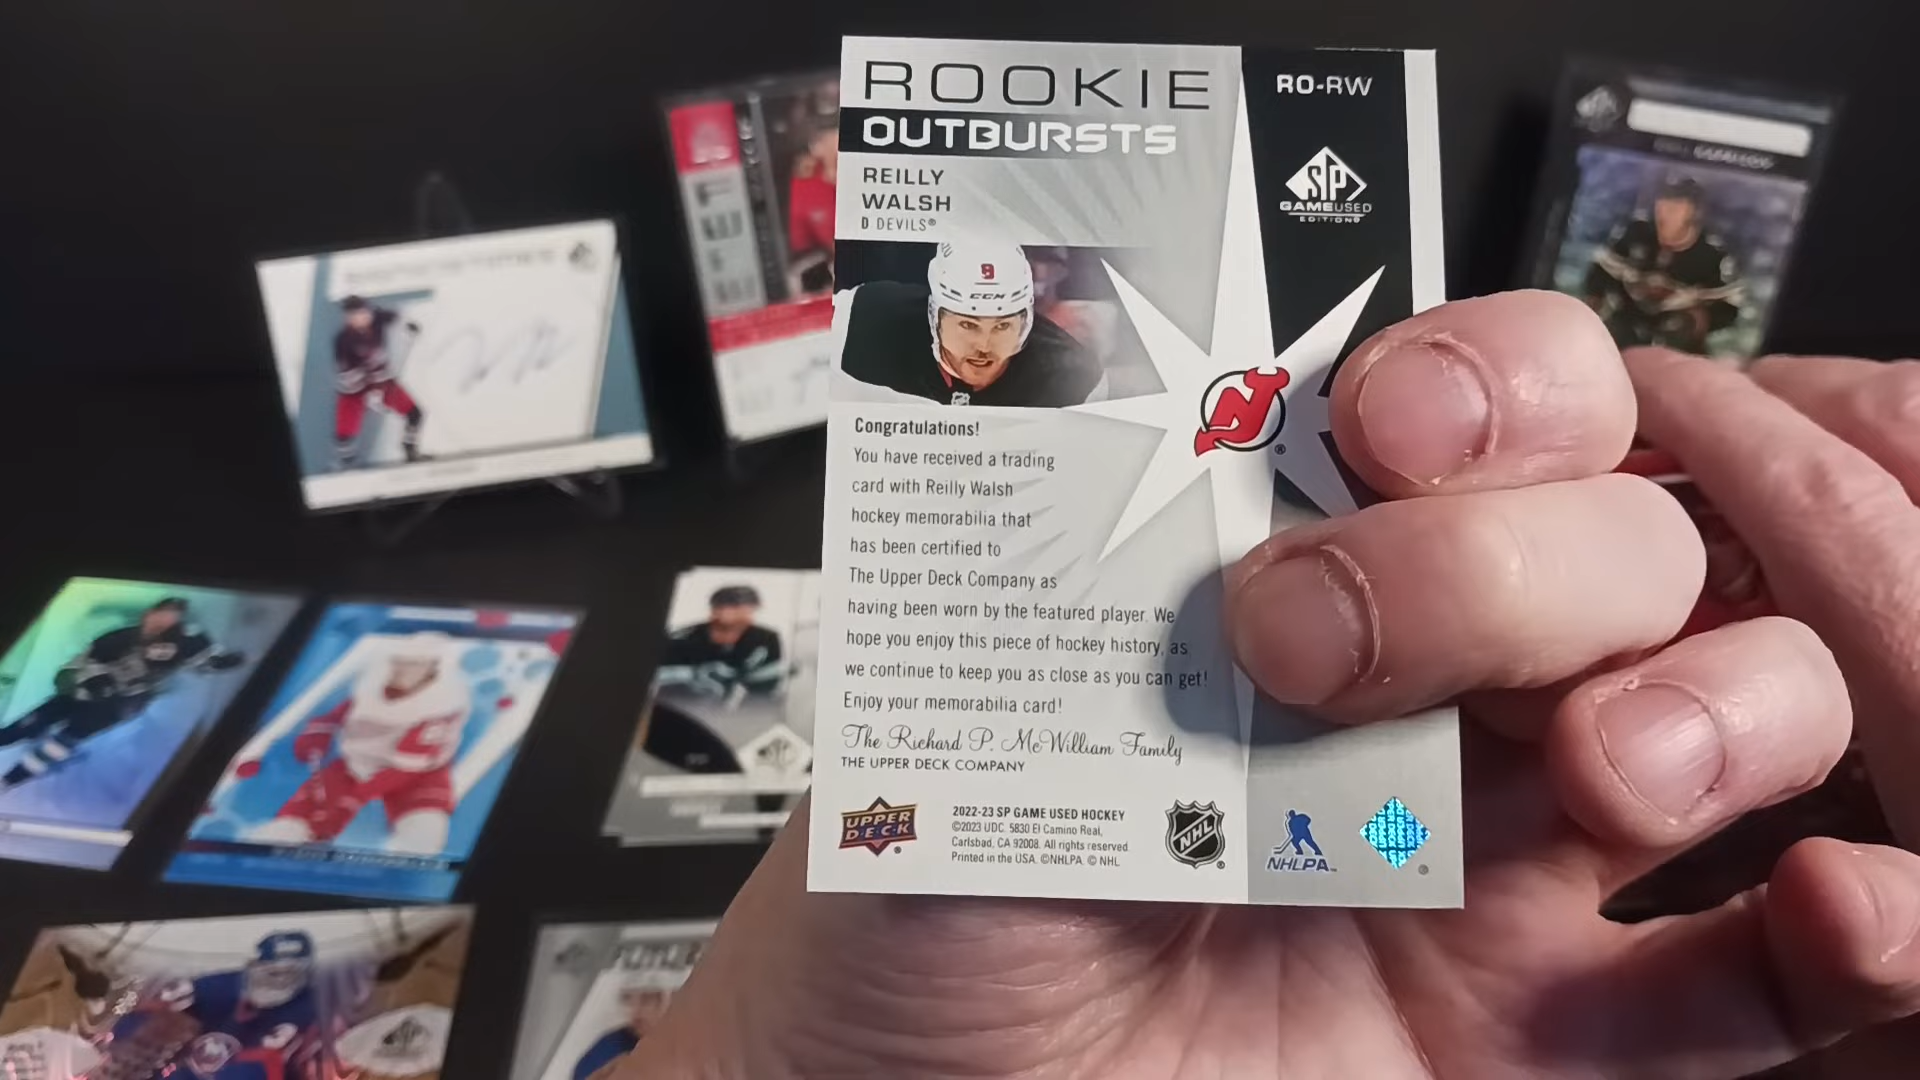 ROOKIE
OUTBURSTS
REILLY
WALSH
D DEVILS®
RO-RW
SP
GAMEUSED
EDITION®
8
CCM
Congratulations!
You have received a trading
card with Reilly Walsh
hockey memorabilia that
has been certified to
The Upper Deck Company as
having been worn by the featured player. We
hope you enjoy this piece of hockey history, as
we continue to keep you as close as you can get!
Enjoy your memorabilia card!
The Richard P. McWilliam Family
THE UPPER DECK COMPANY
UPPER
DECK
®
2022-23 SP GAME USED HOCKEY
©2023 UDC. 5830 El Camino Real,
Carlsbad, CA 92008. All rights reserved.
Printed in the USA. ©NHLPA. © NHL
NHL
NHLPA